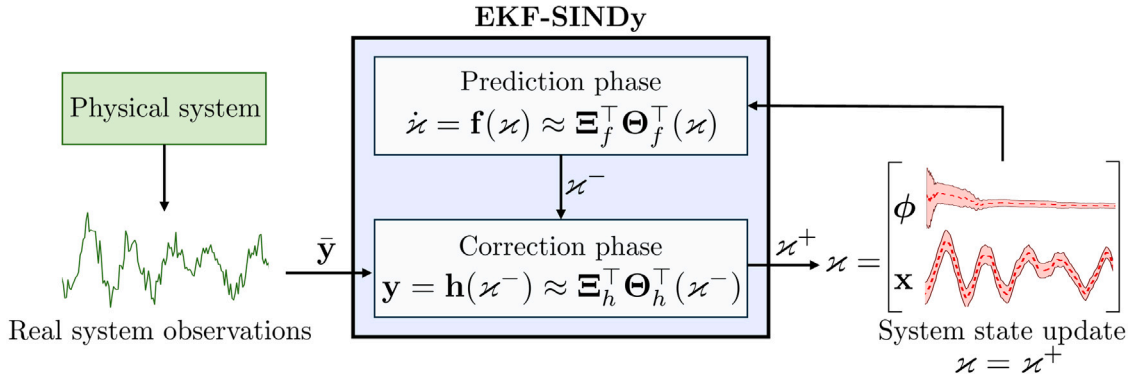 EKF-SINDy
Physical system
Prediction phase
ϰ̇ = f(ϰ) ≈ Ξ_f^⊤ Θ_f^⊤(ϰ)
ϰ⁻
Correction phase
y = h(ϰ⁻) ≈ Ξ_h^⊤ Θ_h^⊤(ϰ⁻)
ȳ
Real system observations
ϰ⁺
ϰ =
ϕ
x
System state update
ϰ = ϰ⁺